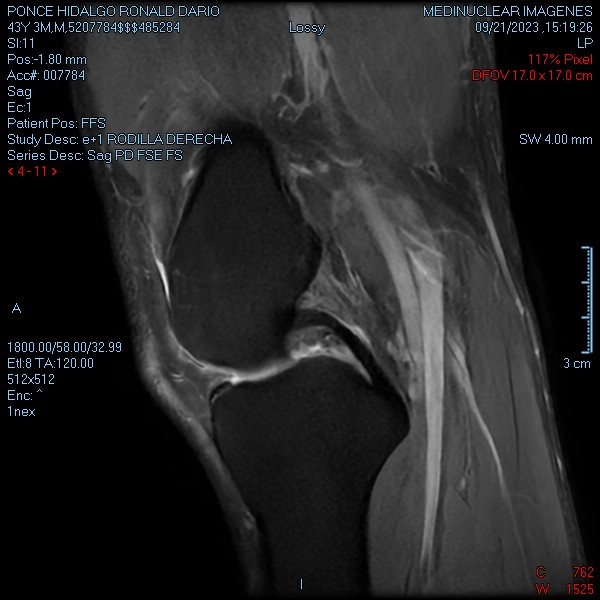 PONCE HIDALGO RONALD DARIO
43Y 3M,M,5207784$$$485284
Sl:11
Pos:-1.80 mm
Acc#: 007784
Sag
Ec:1
Patient Pos: FFS
Study Desc: e+1 RODILLA DERECHA
Series Desc: Sag PD FSE FS
< 4 - 11 >
Lossy
MEDINUCLEAR IMAGENES
09/21/2023 ,15:19:26
LP
117% Pixel
DFOV 17.0 x 17.0 cm
SW 4.00 mm
A
3 cm
1800.00/58.00/32.99
Etl:8 TA:120.00
512x512
Enc: ^
1nex
I
C 762
W 1525